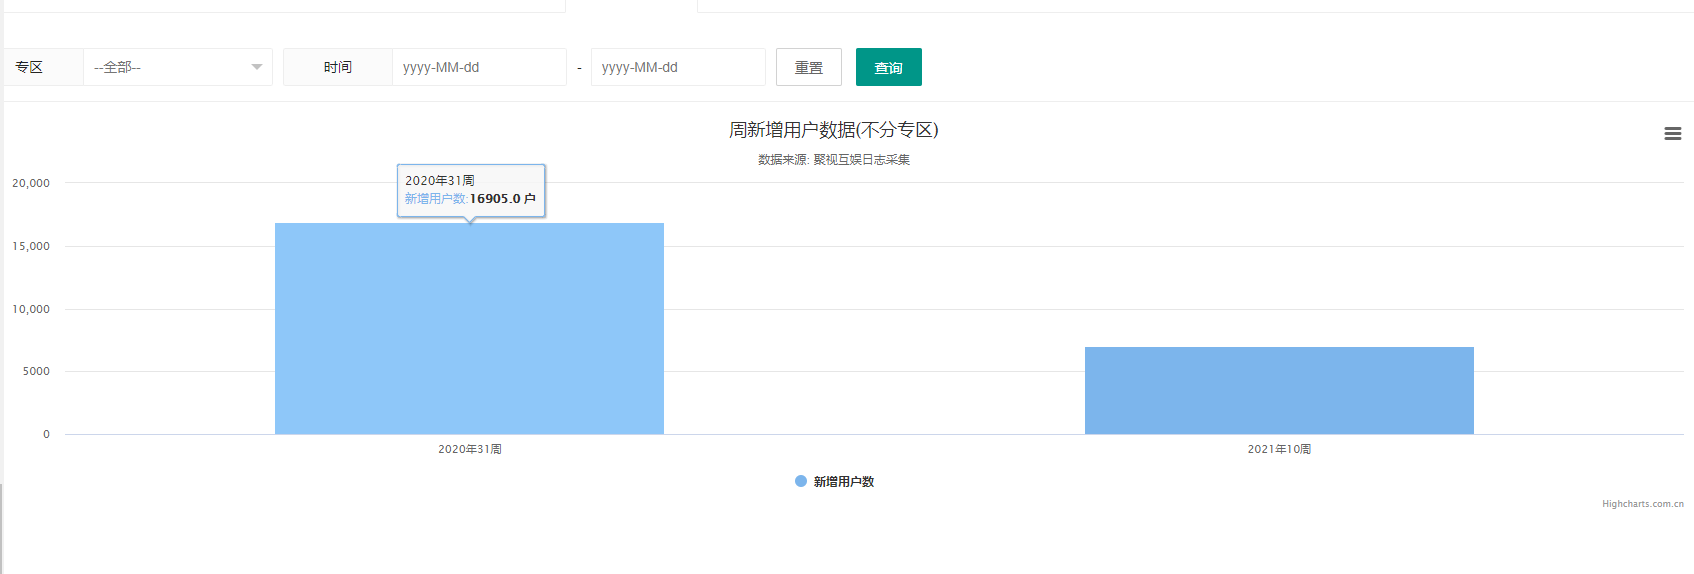 专区 --全部-- 时间 yyyy-MM-dd - yyyy-MM-dd 重置 查询
周新增用户数据(不分专区)
数据来源: 聚视互娱日志采集
2020年31周
新增用户数:16905.0 户
20,000
15,000
10,000
5000
0
2020年31周 2021年10周
新增用户数
Highcharts.com.cn